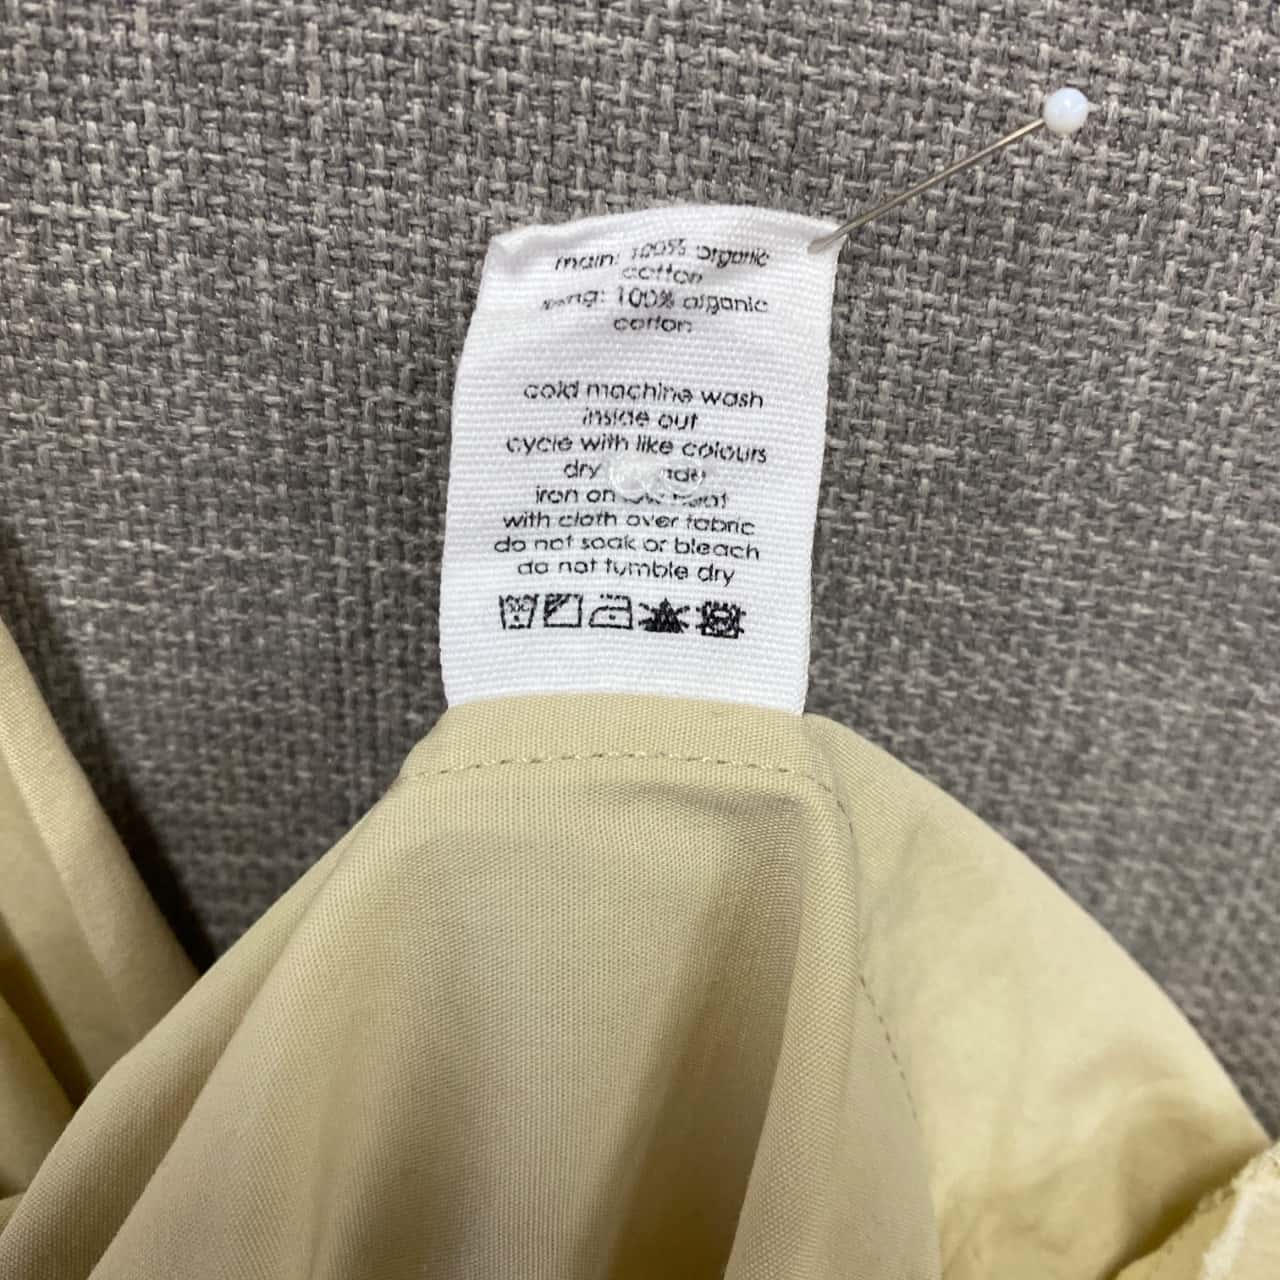 main: 100% organic
cotton
100% organic
cotton
cold machine wash
inside out
cycle with like colours
dry
iron on
with cloth over fabric
do not soak or bleach
do not tumble dry